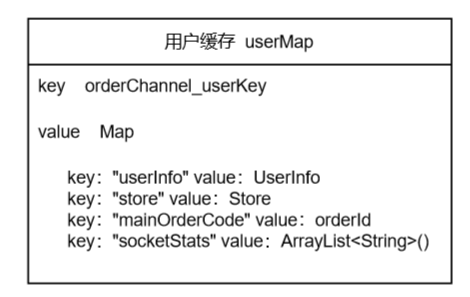 用户缓存 userMap
key orderChannel_userKey
value Map
key："userInfo" value：UserInfo
key："store" value：Store
key："mainOrderCode" value：orderId
key："socketStats" value：ArrayList<String>()